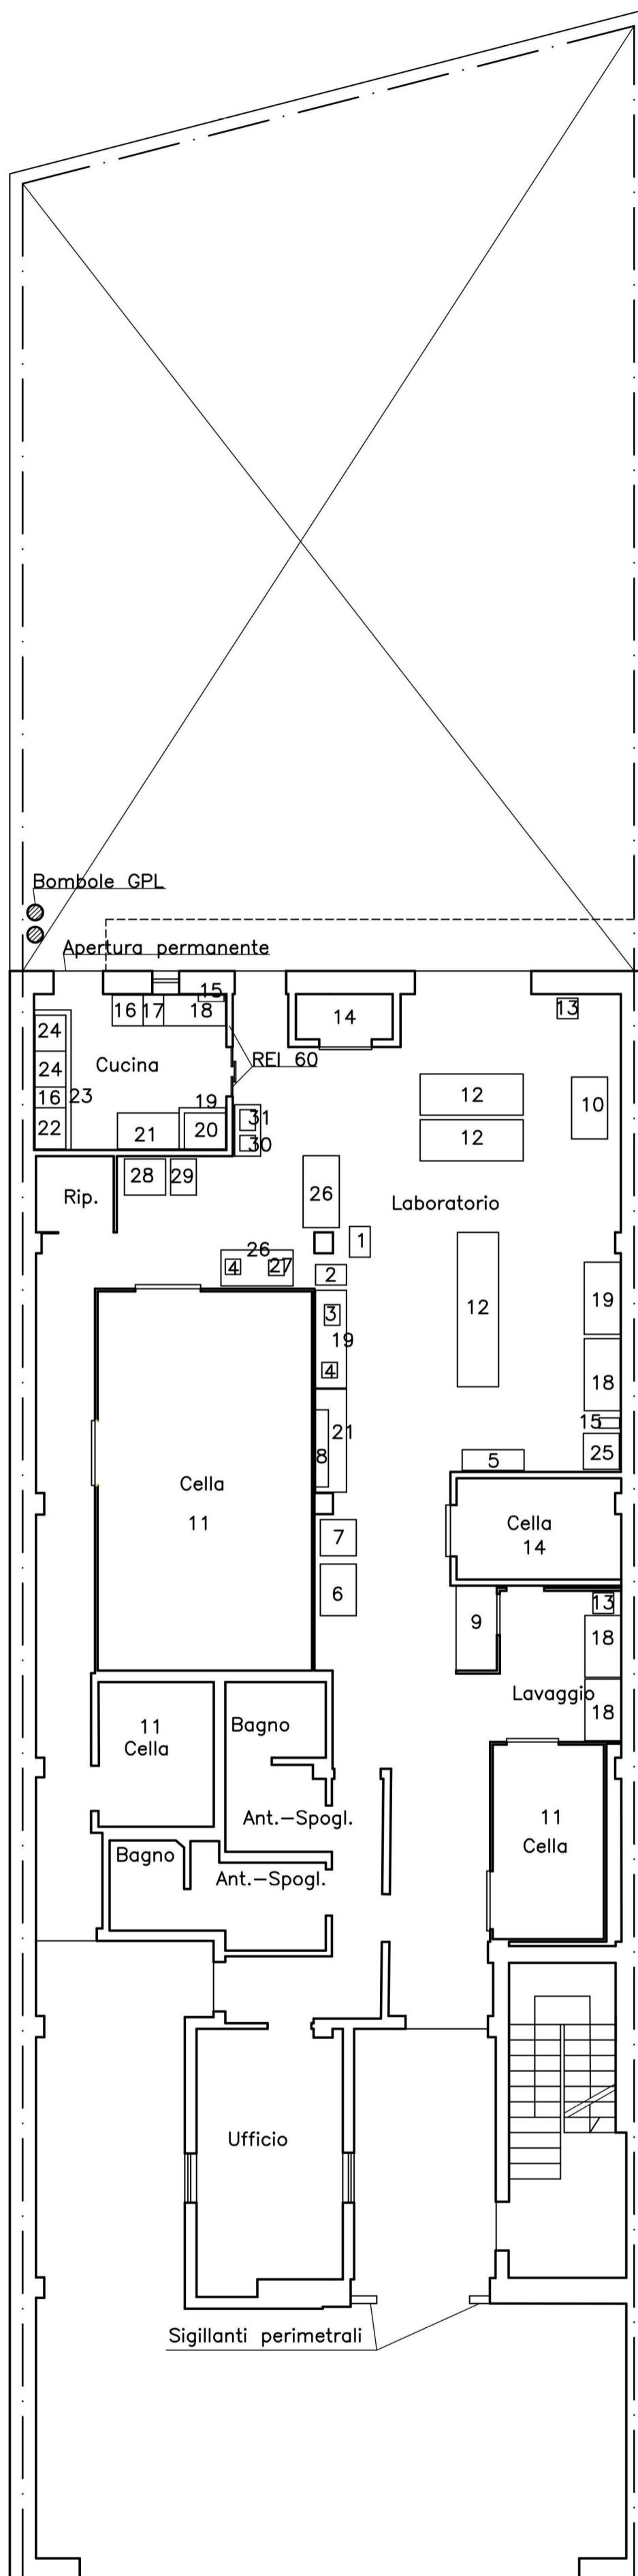 Bombole GPL
Apertura permanente
15
16 17 18
14
13
24
24
Cucina
REI 60
16 23
19
12
10
22
21
20
31
30
12
28 29
26
Rip.
Laboratorio
1
26
4 27
2
3
19
4
12
19
18
21
8
15
25
5
Cella
11
Cella
14
7
6
9
13
18
Lavaggio
18
11
Cella
Bagno
Ant.-Spogl.
11
Cella
Bagno
Ant.-Spogl.
Ufficio
Sigillanti perimetrali